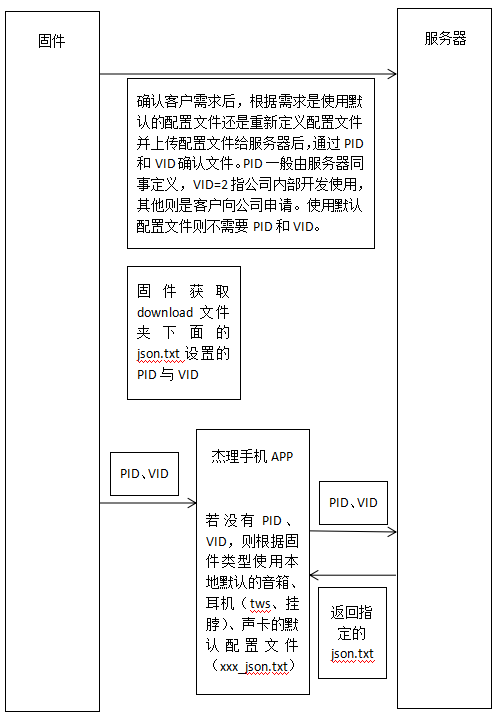 固件
服务器
确认客户需求后，根据需求是使用默
认的配置文件还是重新定义配置文件
并上传配置文件给服务器后，通过 PID
和 VID 确认文件。PID 一般由服务器同
事定义，VID=2 指公司内部开发使用，
其他则是客户向公司申请。使用默认
配置文件则不需要 PID 和 VID。
固件获取
download 文件
夹下面的
json.txt 设置的
PID 与 VID
PID、VID
杰理手机 APP
若没有 PID、
VID，则根据固
件类型使用本
地默认的音箱、
耳机（tws、挂
脖）、声卡的默
认配置文件
（xxx_json.txt）
PID、VID
返回指
定的
json.txt